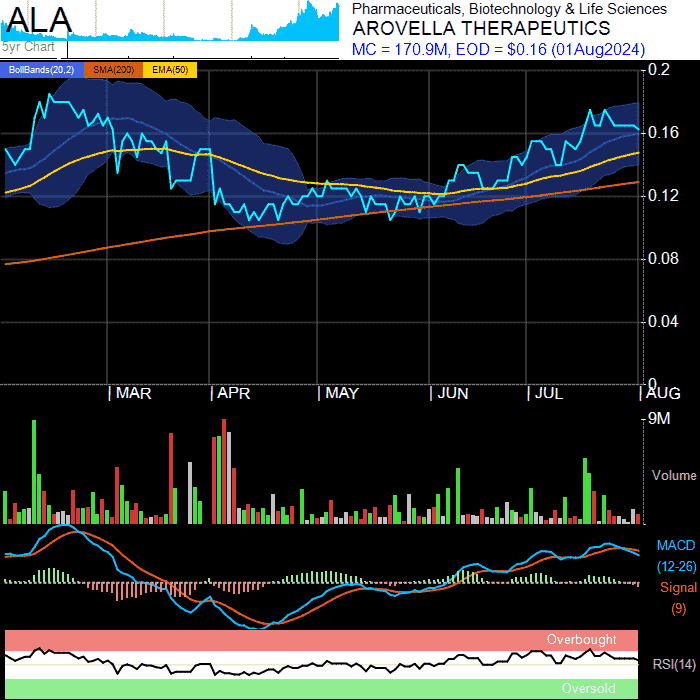 ALA
5yr Chart
Pharmaceuticals, Biotechnology & Life Sciences
AROVELLA THERAPEUTICS
MC = 170.9M, EOD = $0.16 (01Aug2024)
BollBands(20,2) SMA(200) EMA(50)
0.2
0.16
0.12
0.08
0.04
0
MAR APR MAY JUN JUL AUG
9M
Volume
MACD
(12-26)
Signal
(9)
Overbought
RSI(14)
Oversold